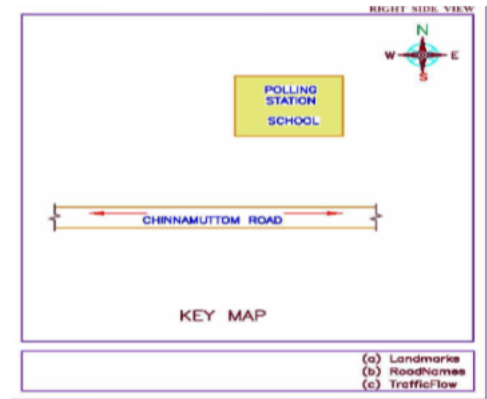 RIGHT SIDE VIEW
N
W E
S
POLLING
STATION
SCHOOL
CHINNAMUTTOM ROAD
KEY MAP
(a) Landmarks
(b) RoadNames
(c) TrafficFlow